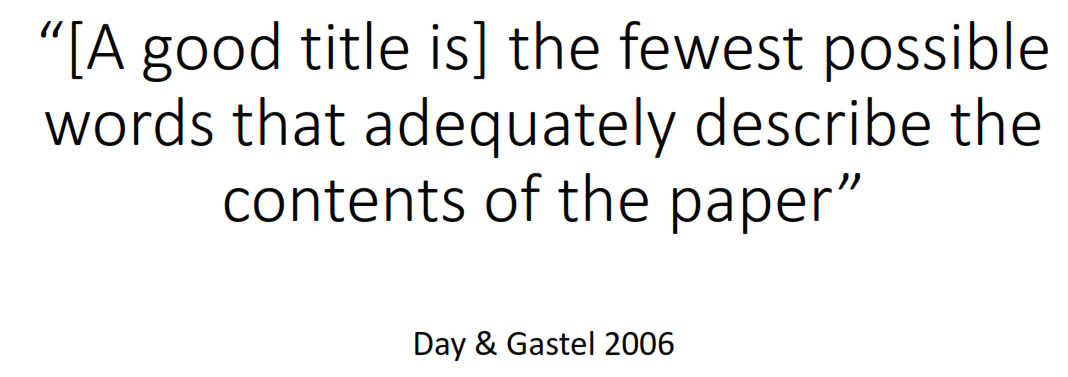 “[A good title is] the fewest possible
words that adequately describe the
contents of the paper”
Day & Gastel 2006